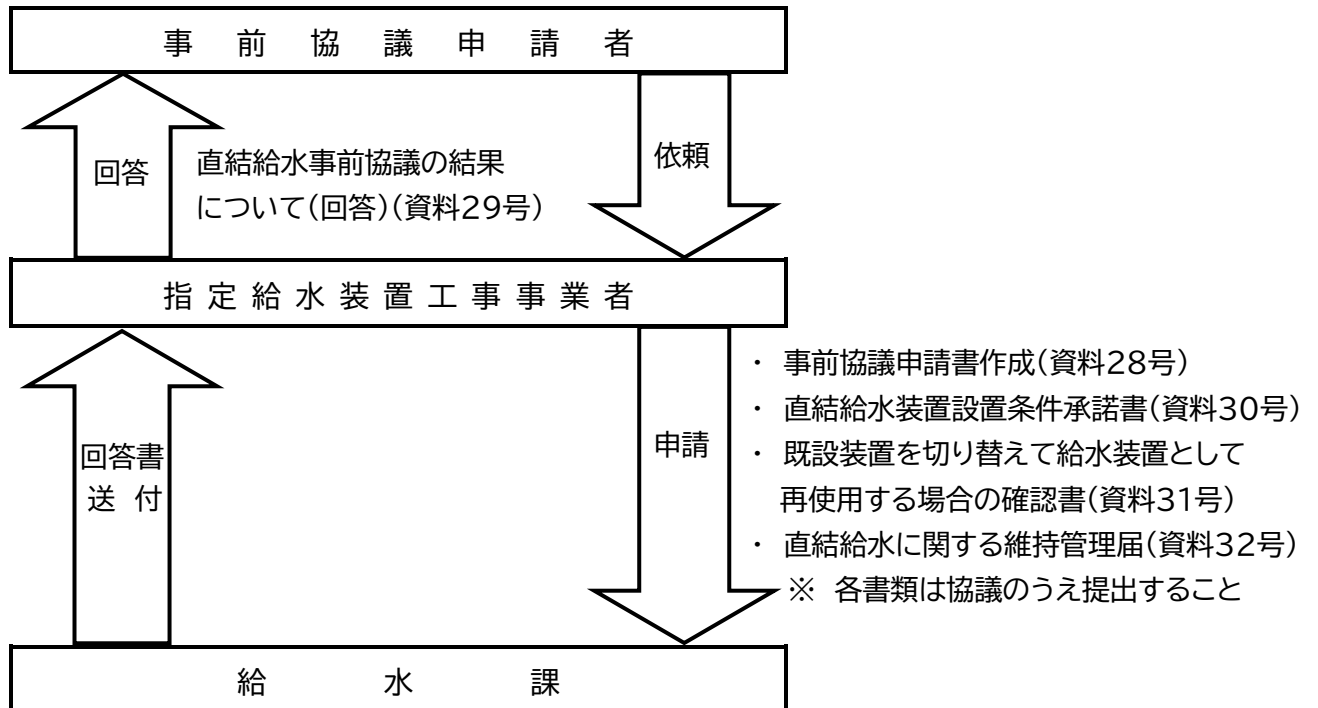 事前協議申請者
回答
直結給水事前協議の結果
について(回答)(資料29号)
依頼
指定給水装置工事事業者
回答書
送付
申請
・ 事前協議申請書作成(資料28号)
・ 直結給水装置設置条件承諾書(資料30号)
・ 既設装置を切り替えて給水装置として
再使用する場合の確認書(資料31号)
・ 直結給水に関する維持管理届(資料32号)
※ 各書類は協議のうえ提出すること
給水課